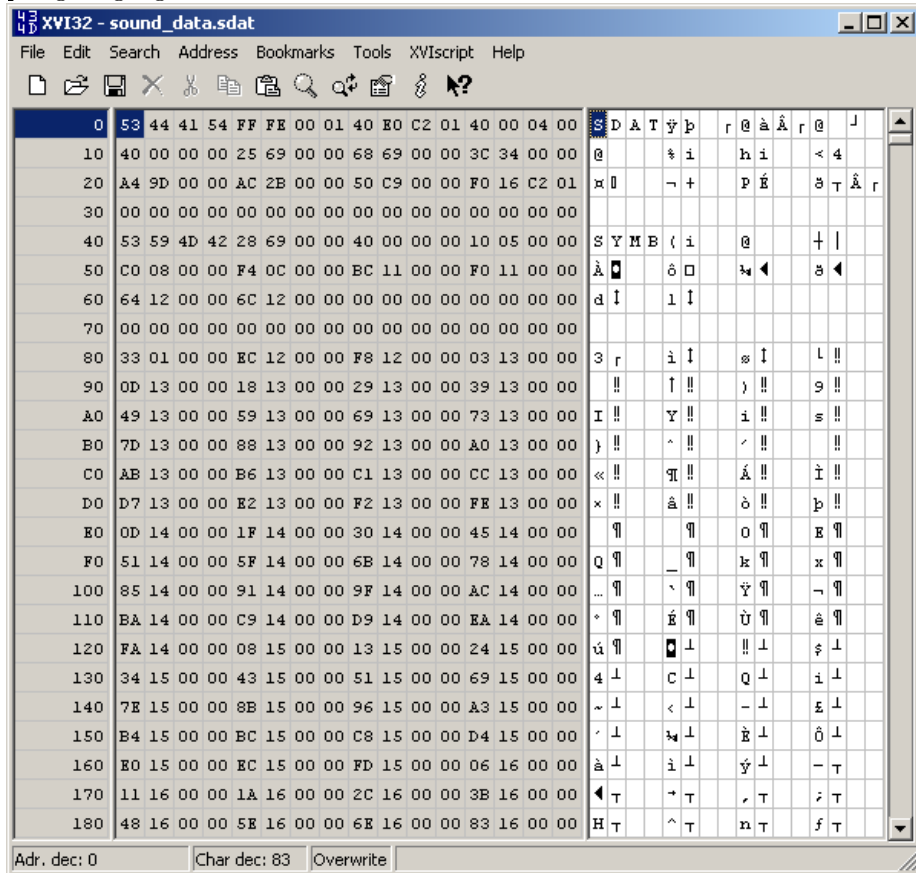 XVI32 - sound_data.sdat
File Edit Search Address Bookmarks Tools XVIscript Help
0 53 44 41 54 FF FE 00 01 40 E0 C2 01 40 00 04 00 S D A T ÿ þ ┌ @ à Â ┌ @ ┘
10 40 00 00 00 25 69 00 00 68 69 00 00 3C 34 00 00 @ % i h i < 4
20 A4 9D 00 00 AC 2B 00 00 50 C9 00 00 F0 16 C2 01 ¤ ¬ + P É ð ┬ Â ┌
30 00 00 00 00 00 00 00 00 00 00 00 00 00 00 00 00
40 53 59 4D 42 28 69 00 00 40 00 00 00 10 05 00 00 S Y M B ( i @ ┼ │
50 C0 08 00 00 F4 0C 00 00 BC 11 00 00 F0 11 00 00 À ◘ ô □ ¼ ◄ ð ◄
60 64 12 00 00 6C 12 00 00 00 00 00 00 00 00 00 00 d ↕ l ↕
70 00 00 00 00 00 00 00 00 00 00 00 00 00 00 00 00
80 33 01 00 00 EC 12 00 00 F8 12 00 00 03 13 00 00 3 ┌ ì ↕ ø ↕ └ ‼
90 0D 13 00 00 18 13 00 00 29 13 00 00 39 13 00 00 ‼ ↑ ‼ ) ‼ 9 ‼
A0 49 13 00 00 59 13 00 00 69 13 00 00 73 13 00 00 I ‼ Y ‼ i ‼ s ‼
B0 7D 13 00 00 88 13 00 00 92 13 00 00 A0 13 00 00 } ‼ ˆ ‼ ’ ‼ ‼
C0 AB 13 00 00 B6 13 00 00 C1 13 00 00 CC 13 00 00 « ‼ ¶ ‼ Á ‼ Ì ‼
D0 D7 13 00 00 E2 13 00 00 F2 13 00 00 FE 13 00 00 × ‼ â ‼ ò ‼ þ ‼
E0 0D 14 00 00 1F 14 00 00 30 14 00 00 45 14 00 00 ¶ ¶ 0 ¶ E ¶
F0 51 14 00 00 5F 14 00 00 6B 14 00 00 78 14 00 00 Q ¶ _ ¶ k ¶ x ¶
100 85 14 00 00 91 14 00 00 9F 14 00 00 AC 14 00 00 … ¶ ‘ ¶ Ÿ ¶ ¬ ¶
110 BA 14 00 00 C9 14 00 00 D9 14 00 00 EA 14 00 00 º ¶ É ¶ Ù ¶ ê ¶
120 FA 14 00 00 08 15 00 00 13 15 00 00 24 15 00 00 ú ¶ ◘ ┴ ‼ ┴ $ ┴
130 34 15 00 00 43 15 00 00 51 15 00 00 69 15 00 00 4 ┴ C ┴ Q ┴ i ┴
140 7E 15 00 00 8B 15 00 00 96 15 00 00 A3 15 00 00 ~ ┴ ‹ ┴ – ┴ £ ┴
150 B4 15 00 00 BC 15 00 00 C8 15 00 00 D4 15 00 00 ´ ┴ ¼ ┴ È ┴ Ô ┴
160 E0 15 00 00 EC 15 00 00 FD 15 00 00 06 16 00 00 à ┴ ì ┴ ý ┴ − ┬
170 11 16 00 00 1A 16 00 00 2C 16 00 00 3B 16 00 00 ◄ ┬ → ┬ , ┬ ; ┬
180 48 16 00 00 5E 16 00 00 6E 16 00 00 83 16 00 00 H ┬ ^ ┬ n ┬ ƒ ┬
Adr. dec: 0 Char dec: 83 Overwrite